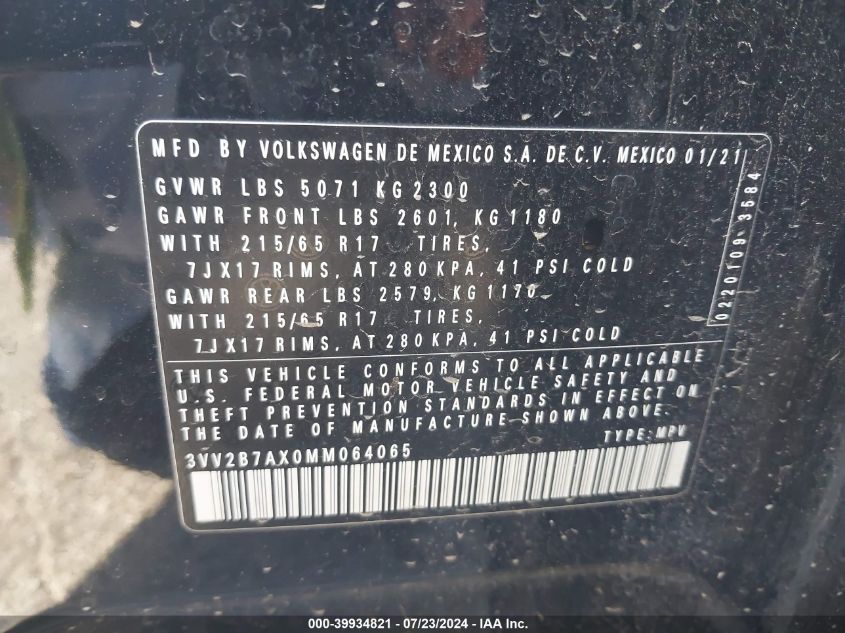 MFD BY VOLKSWAGEN DE MEXICO S.A. DE C.V. MEXICO 01/21
GVWR LBS 5071 KG 2300
GAWR FRONT LBS 2601, KG 1180
WITH 215/65 R17 TIRES,
7JX17 RIMS, AT 280 KPA, 41 PSI COLD
GAWR REAR LBS 2579, KG 1170
WITH 215/65 R17 TIRES,
7JX17 RIMS, AT 280 KPA, 41 PSI COLD
0220109 3584
THIS VEHICLE CONFORMS TO ALL APPLICABLE
U.S. FEDERAL MOTOR VEHICLE SAFETY AND
THEFT PREVENTION STANDARDS IN EFFECT ON
THE DATE OF MANUFACTURE SHOWN ABOVE.
TYPE: MPV
3VV2B7AX0MM064065
000-39934821 - 07/23/2024 - IAA Inc.